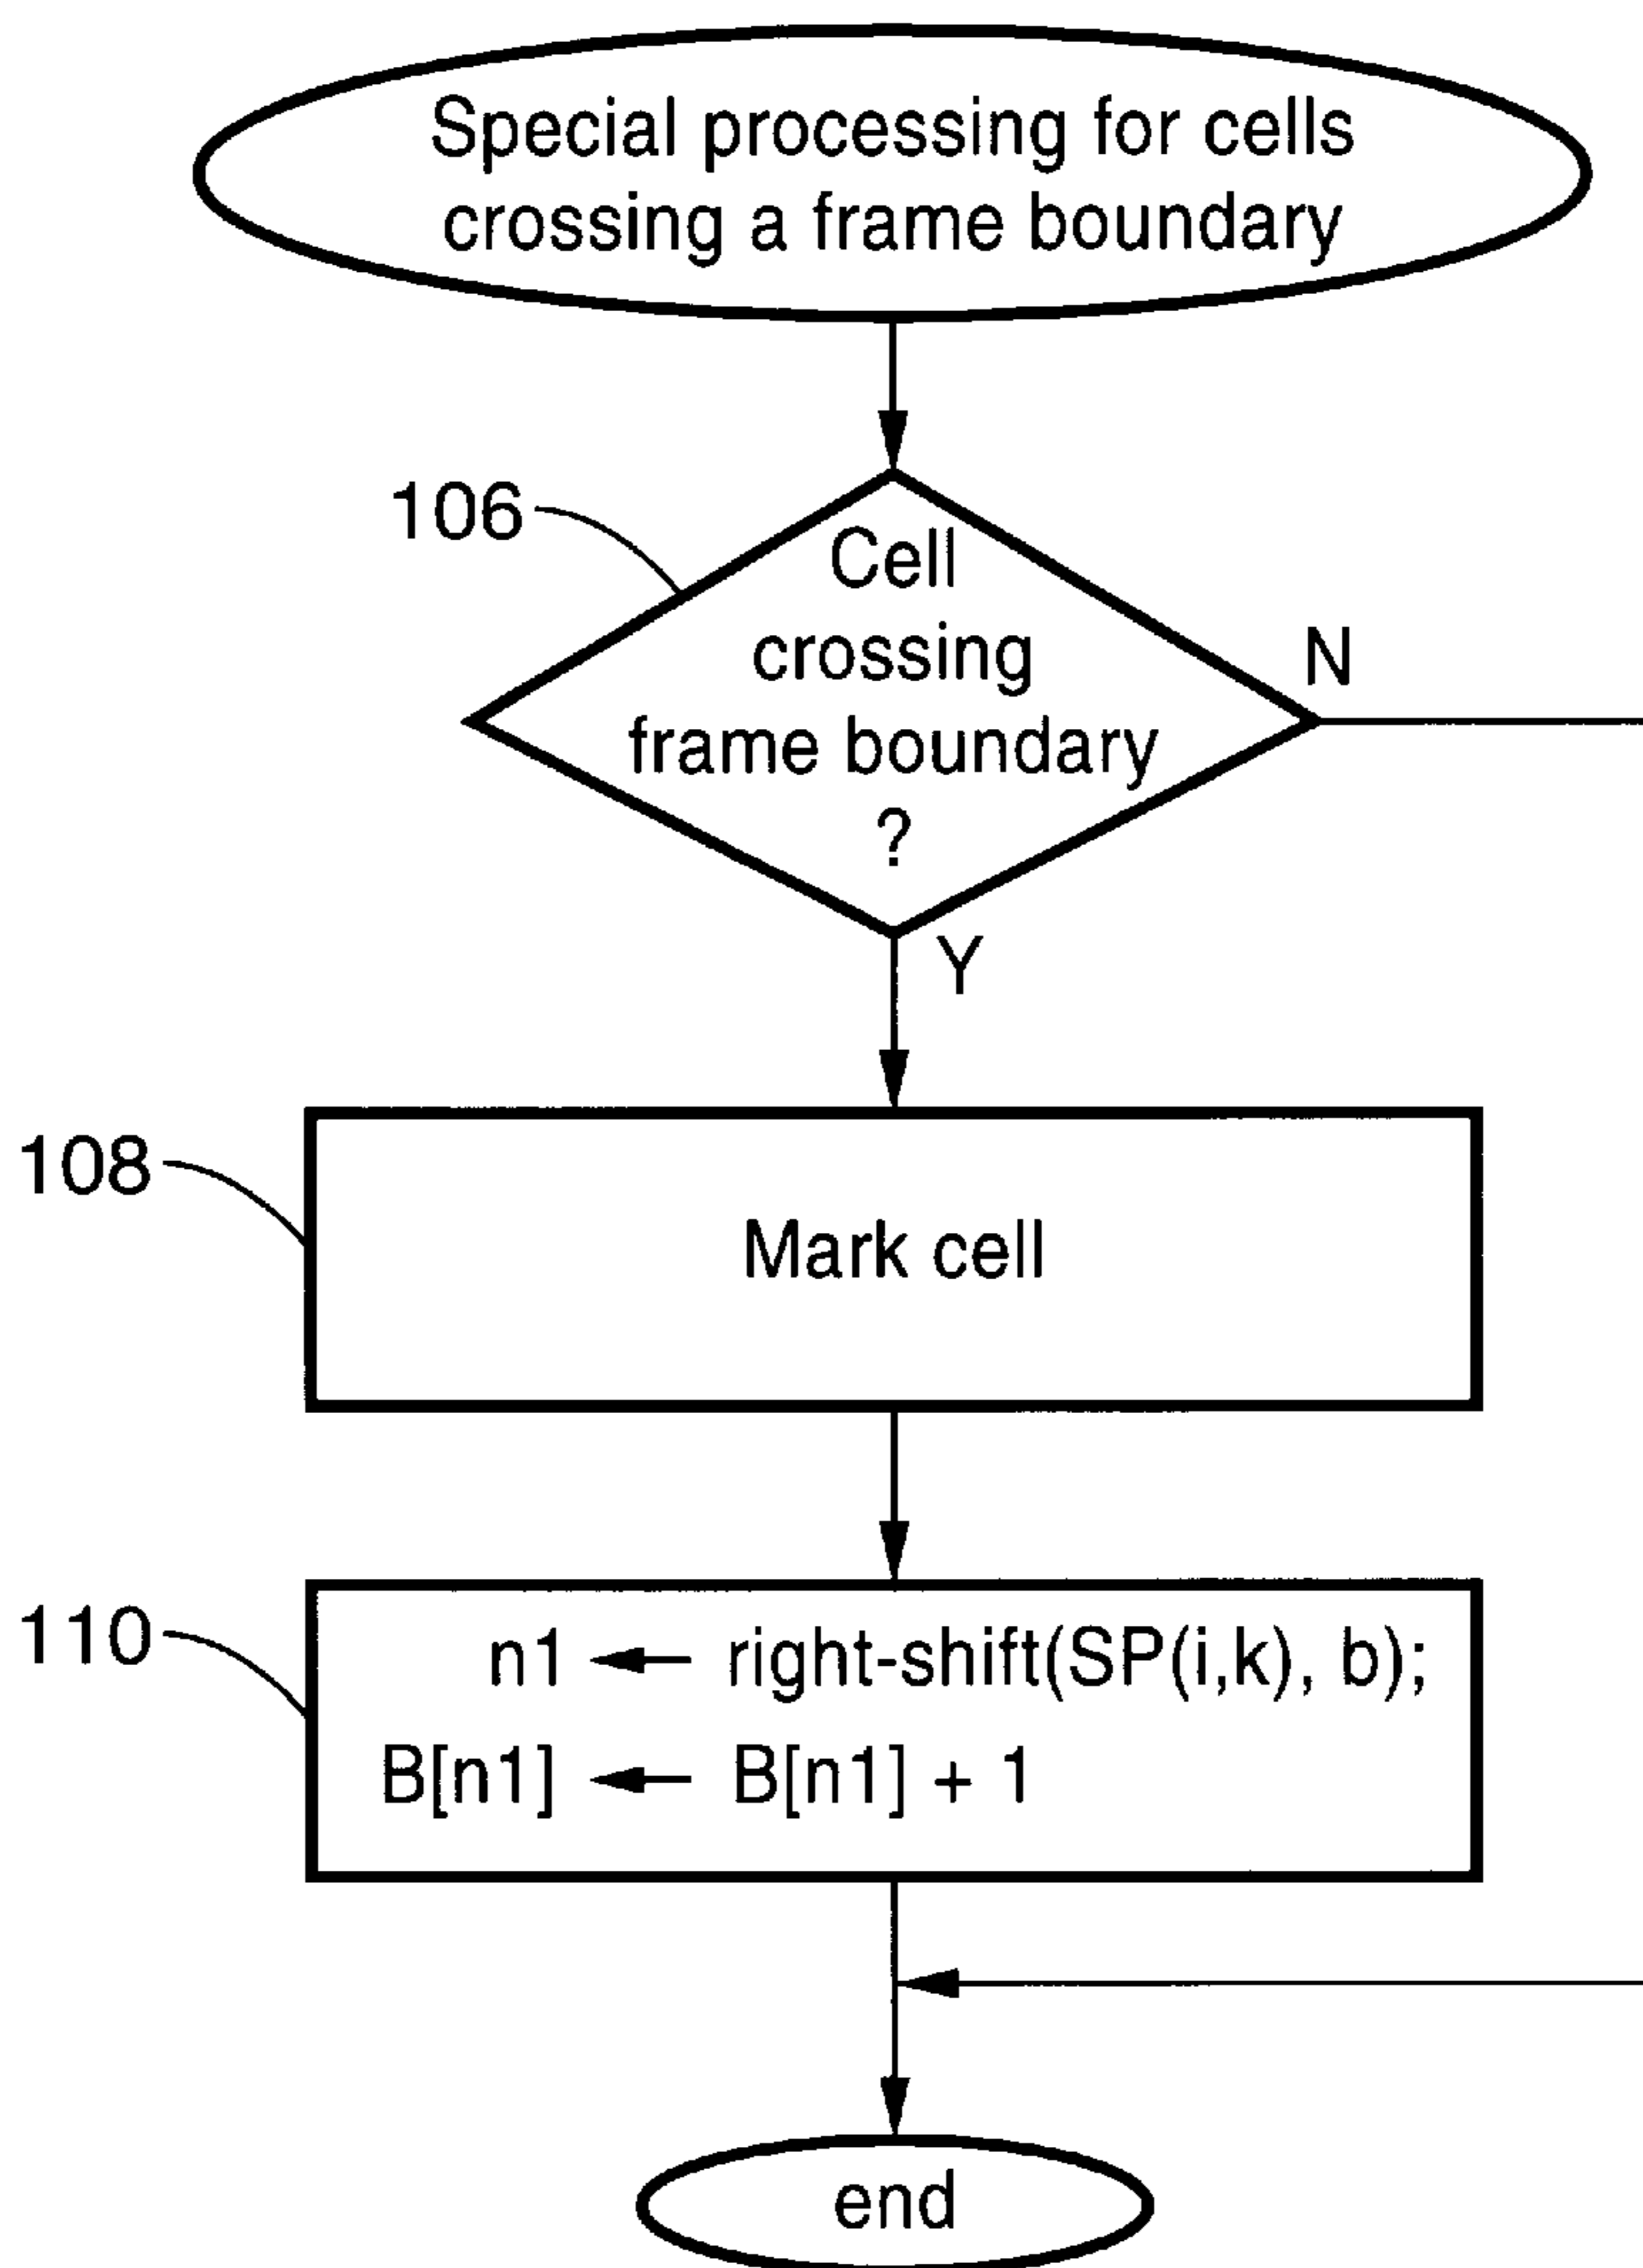 Special processing for cells
crossing a frame boundary
106
Cell
crossing
frame boundary
?
N
Y
108
Mark cell
110
n1 ← right-shift(SP(i,k), b);
B[n1] ← B[n1] + 1
end